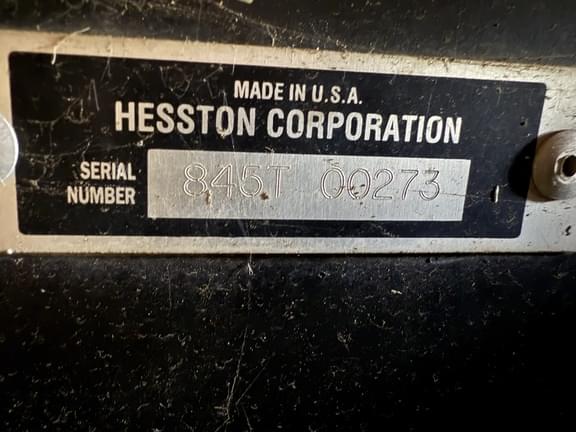 MADE IN U.S.A.
HESSTON CORPORATION
SERIAL NUMBER
845T 00273